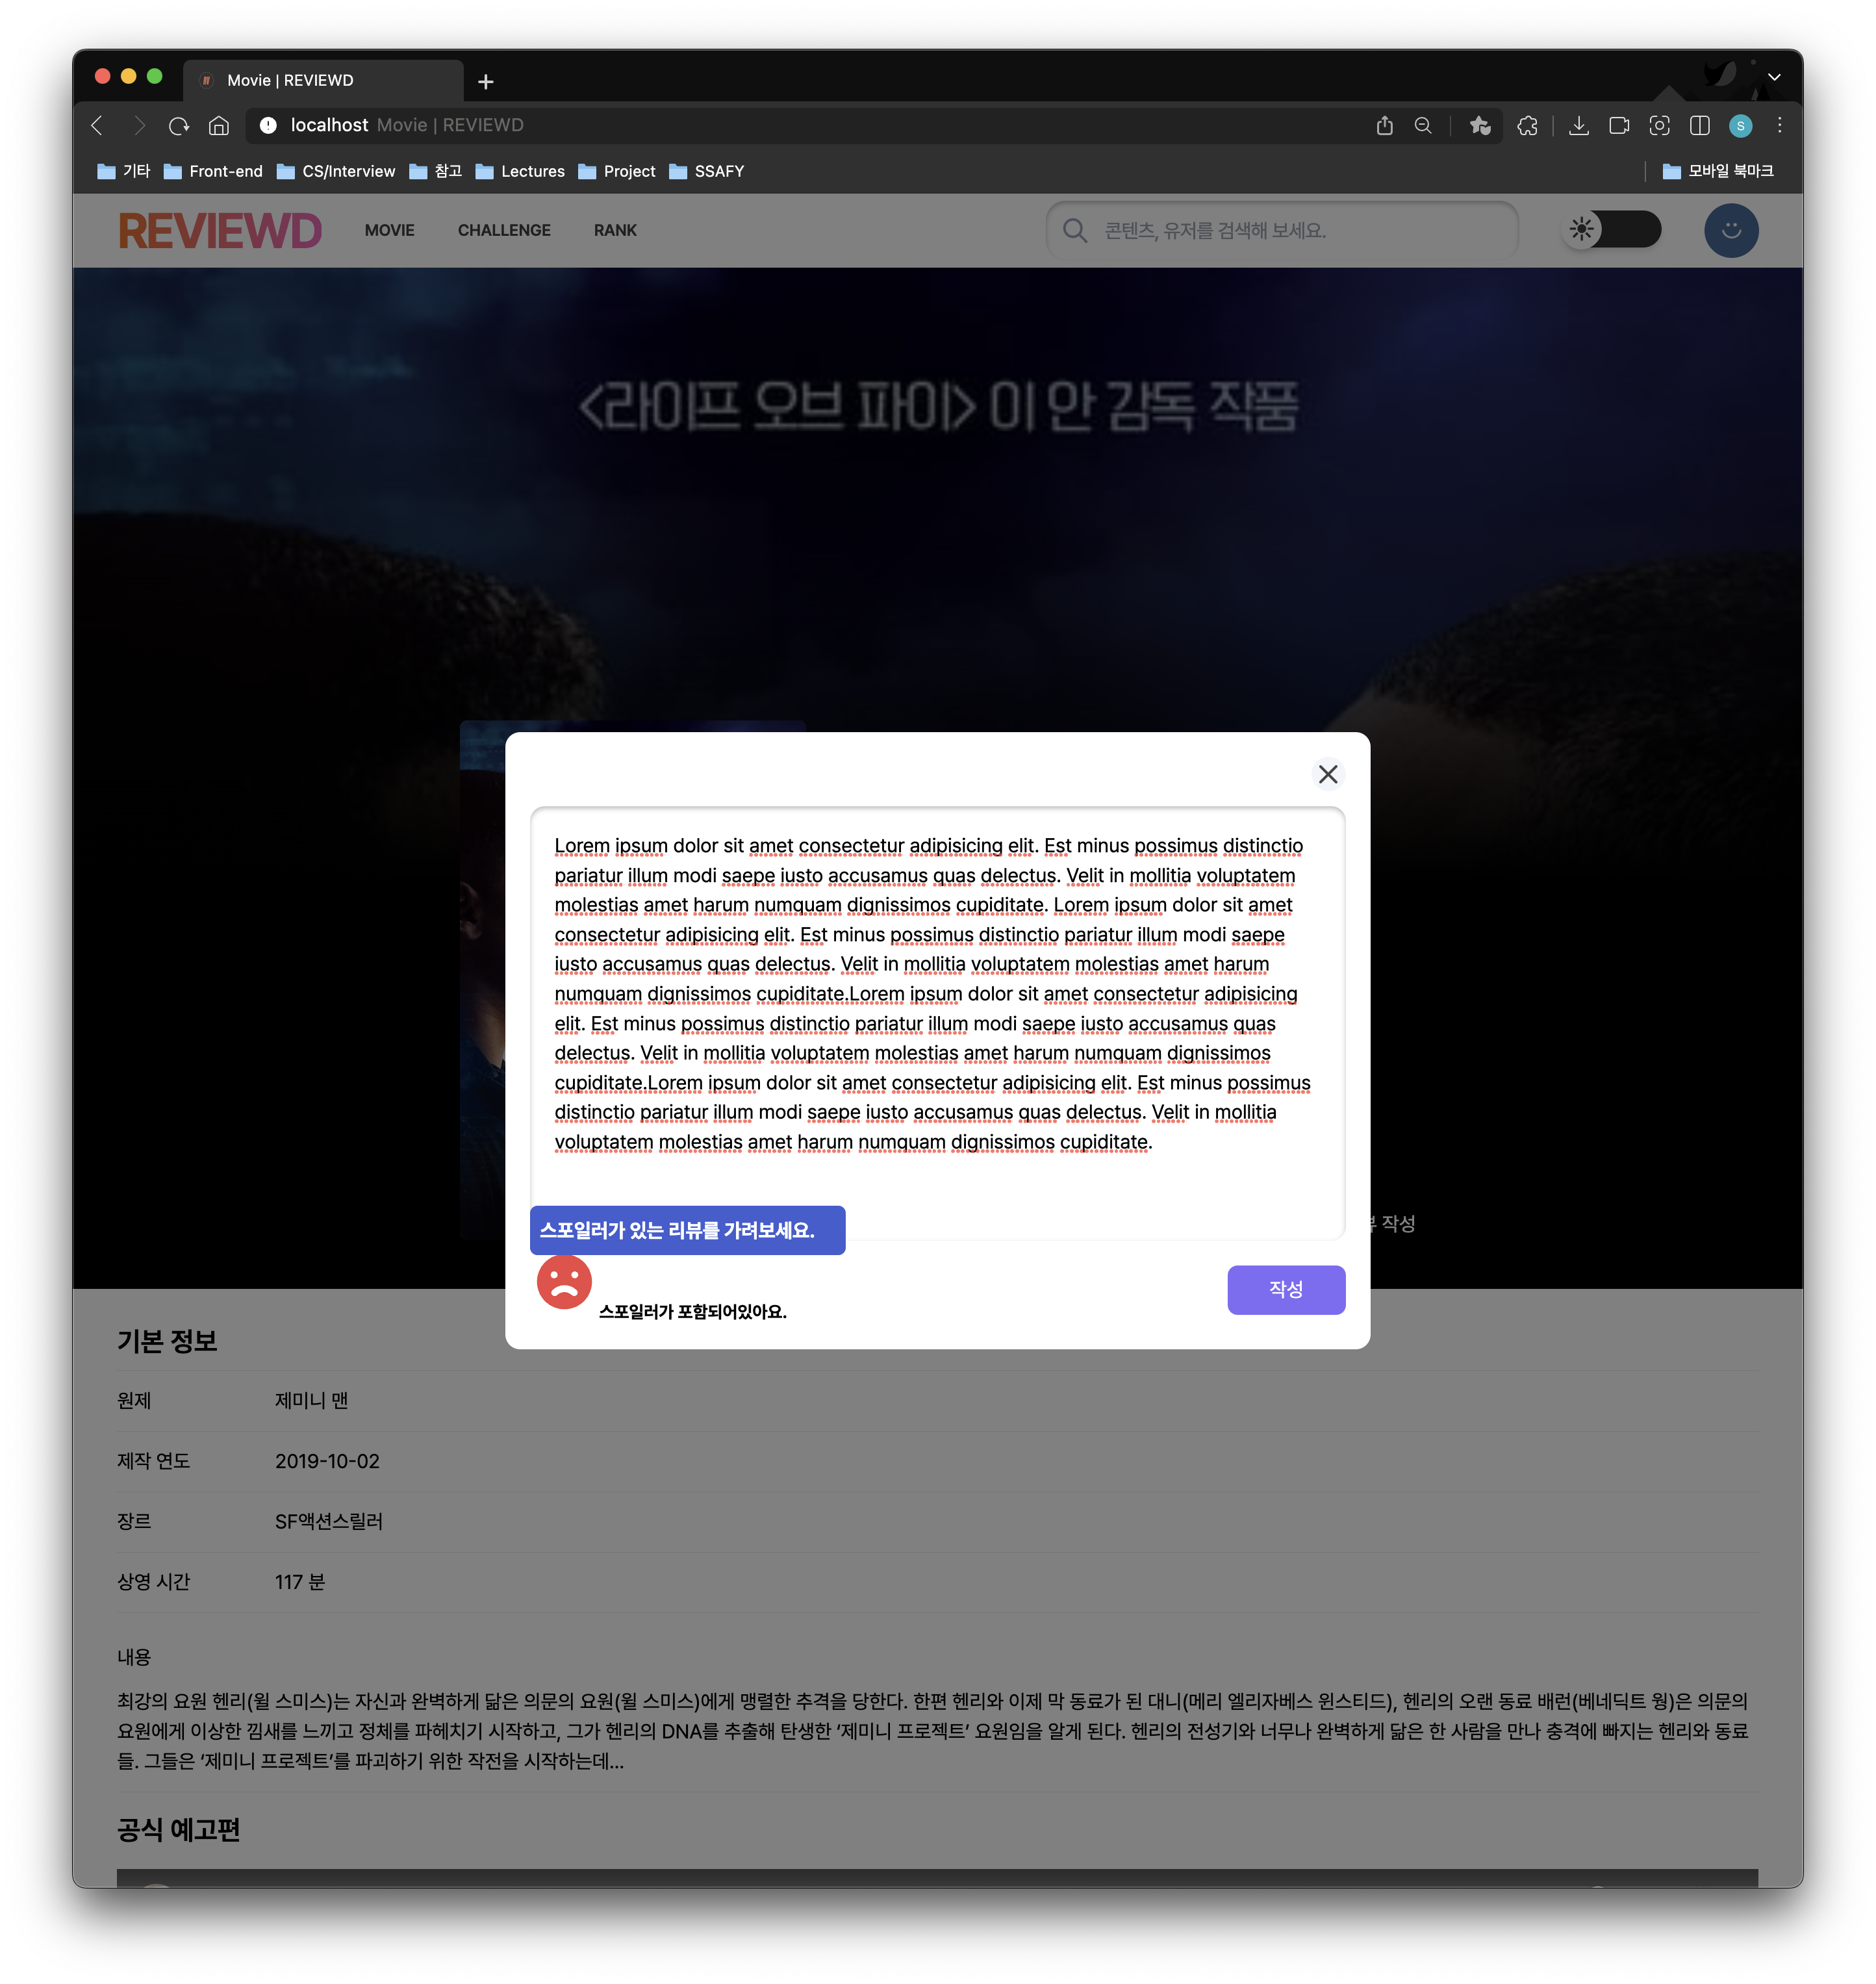 Movie | REVIEWD
localhost Movie | REVIEWD
S
기타 Front-end CS/Interview 참고 Lectures Project SSAFY 모바일 북마크
REVIEWD MOVIE CHALLENGE RANK 콘텐츠, 유저를 검색해 보세요.
<라이프 오브 파이> 이 안 감독 작품
Lorem ipsum dolor sit amet consectetur adipisicing elit. Est minus possimus distinctio
pariatur illum modi saepe iusto accusamus quas delectus. Velit in mollitia voluptatem
molestias amet harum numquam dignissimos cupiditate. Lorem ipsum dolor sit amet
consectetur adipisicing elit. Est minus possimus distinctio pariatur illum modi saepe
iusto accusamus quas delectus. Velit in mollitia voluptatem molestias amet harum
numquam dignissimos cupiditate.Lorem ipsum dolor sit amet consectetur adipisicing
elit. Est minus possimus distinctio pariatur illum modi saepe iusto accusamus quas
delectus. Velit in mollitia voluptatem molestias amet harum numquam dignissimos
cupiditate.Lorem ipsum dolor sit amet consectetur adipisicing elit. Est minus possimus
distinctio pariatur illum modi saepe iusto accusamus quas delectus. Velit in mollitia
voluptatem molestias amet harum numquam dignissimos cupiditate.
스포일러가 있는 리뷰를 가려보세요.
작성
스포일러가 포함되어있아요.
작성
기본 정보
원제 제미니 맨
제작 연도 2019-10-02
장르 SF액션스릴러
상영 시간 117 분
내용
최강의 요원 헨리(윌 스미스)는 자신과 완벽하게 닮은 의문의 요원(윌 스미스)에게 맹렬한 추격을 당한다. 한편 헨리와 이제 막 동료가 된 대니(메리 엘리자베스 윈스티드), 헨리의 오랜 동료 배런(베네딕트 웡)은 의문의
요원에게 이상한 낌새를 느끼고 정체를 파헤치기 시작하고, 그가 헨리의 DNA를 추출해 탄생한 ‘제미니 프로젝트’ 요원임을 알게 된다. 헨리의 전성기와 너무나 완벽하게 닮은 한 사람을 만나 충격에 빠지는 헨리와 동료
들. 그들은 ‘제미니 프로젝트’를 파괴하기 위한 작전을 시작하는데...
공식 예고편